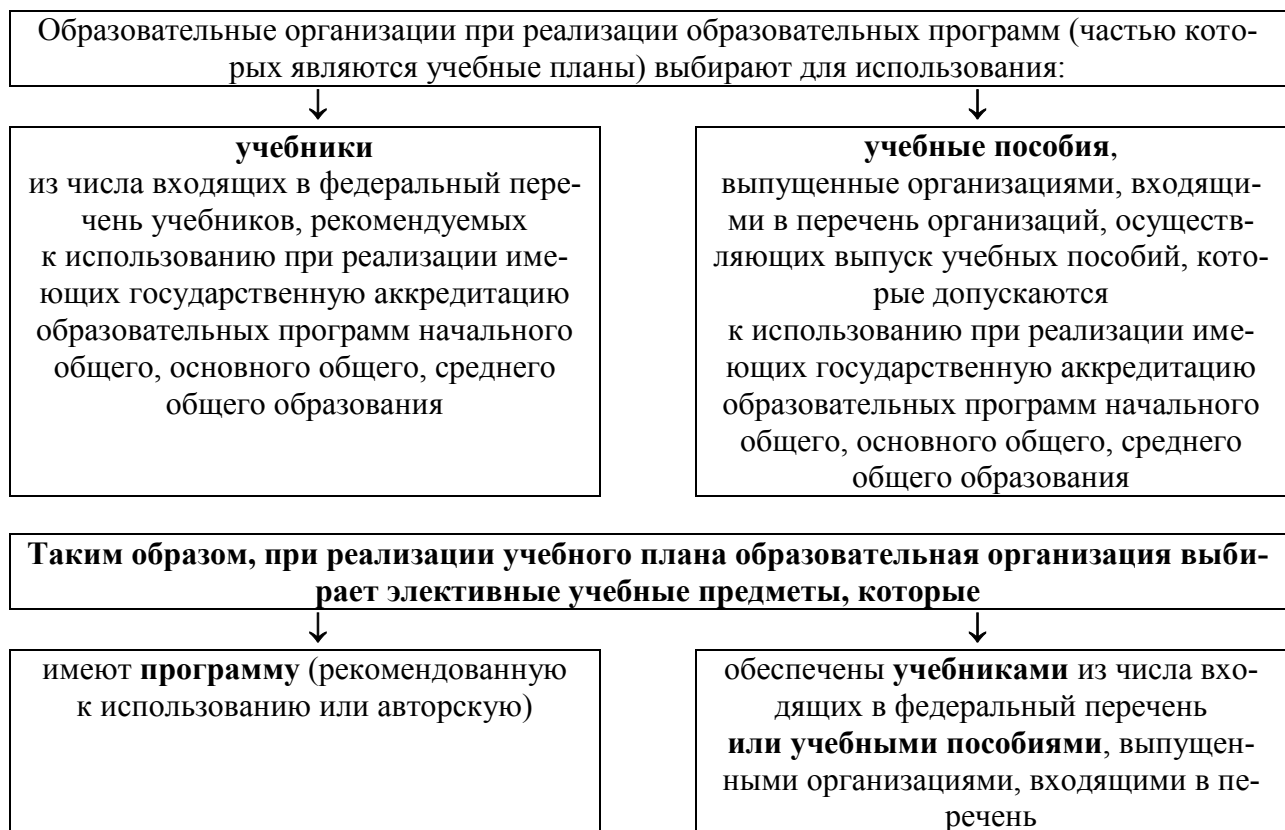 Образовательные организации при реализации образовательных программ (частью кото-
рых являются учебные планы) выбирают для использования:
↓
↓
учебники
из числа входящих в федеральный пере-
чень учебников, рекомендуемых
к использованию при реализации име-
ющих государственную аккредитацию
образовательных программ начального
общего, основного общего, среднего
общего образования
учебные пособия,
выпущенные организациями, входящи-
ми в перечень организаций, осуществ-
ляющих выпуск учебных пособий, кото-
рые допускаются
к использованию при реализации име-
ющих государственную аккредитацию
образовательных программ начального
общего, основного общего, среднего
общего образования
Таким образом, при реализации учебного плана образовательная организация выби-
рает элективные учебные предметы, которые
↓
↓
имеют программу (рекомендованную
к использованию или авторскую)
обеспечены учебниками из числа вхо-
дящих в федеральный перечень
или учебными пособиями, выпущен-
ными организациями, входящими в пе-
речень